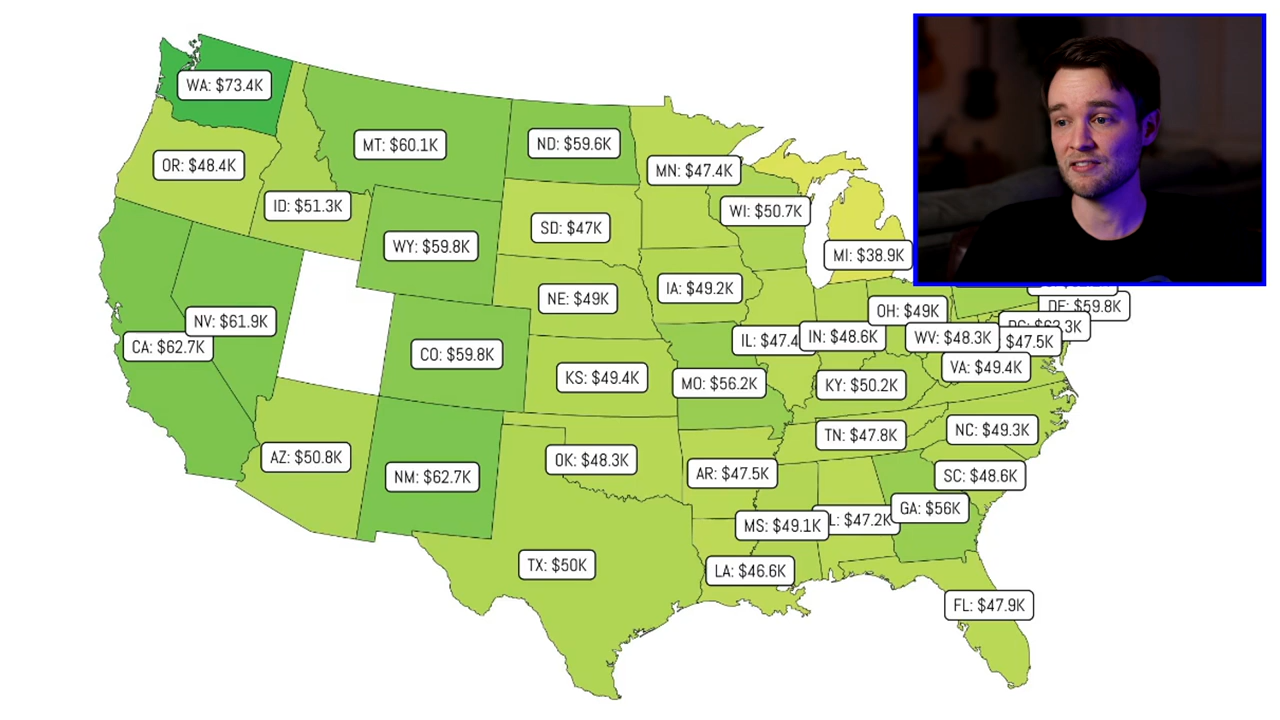 WA: $73.4K
MT: $60.1K
ND: $59.6K
OR: $48.4K
MN: $47.4K
ID: $51.3K
WI: $50.7K
SD: $47K
WY: $59.8K
MI: $38.9K
IA: $49.2K
NE: $49K
DE: $59.8K
OH: $49K
NV: $61.9K
CA: $62.7K
IL: $47.4
IN: $48.6K
WV: $48.3K
$47.5K
CO: $59.8K
VA: $49.4K
KS: $49.4K
MO: $56.2K
KY: $50.2K
NC: $49.3K
TN: $47.8K
AZ: $50.8K
OK: $48.3K
NM: $62.7K
AR: $47.5K
SC: $48.6K
GA: $56K
MS: $49.1K
L: $47.2K
TX: $50K
LA: $46.6K
FL: $47.9K